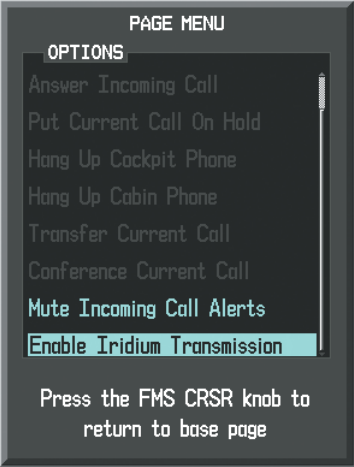 PAGE MENU
OPTIONS
Answer Incoming Call
Put Current Call On Hold
Hang Up Cockpit Phone
Hang Up Cabin Phone
Transfer Current Call
Conference Current Call
Mute Incoming Call Alerts
Enable Iridium Transmission
Press the FMS CRSR knob to
return to base page